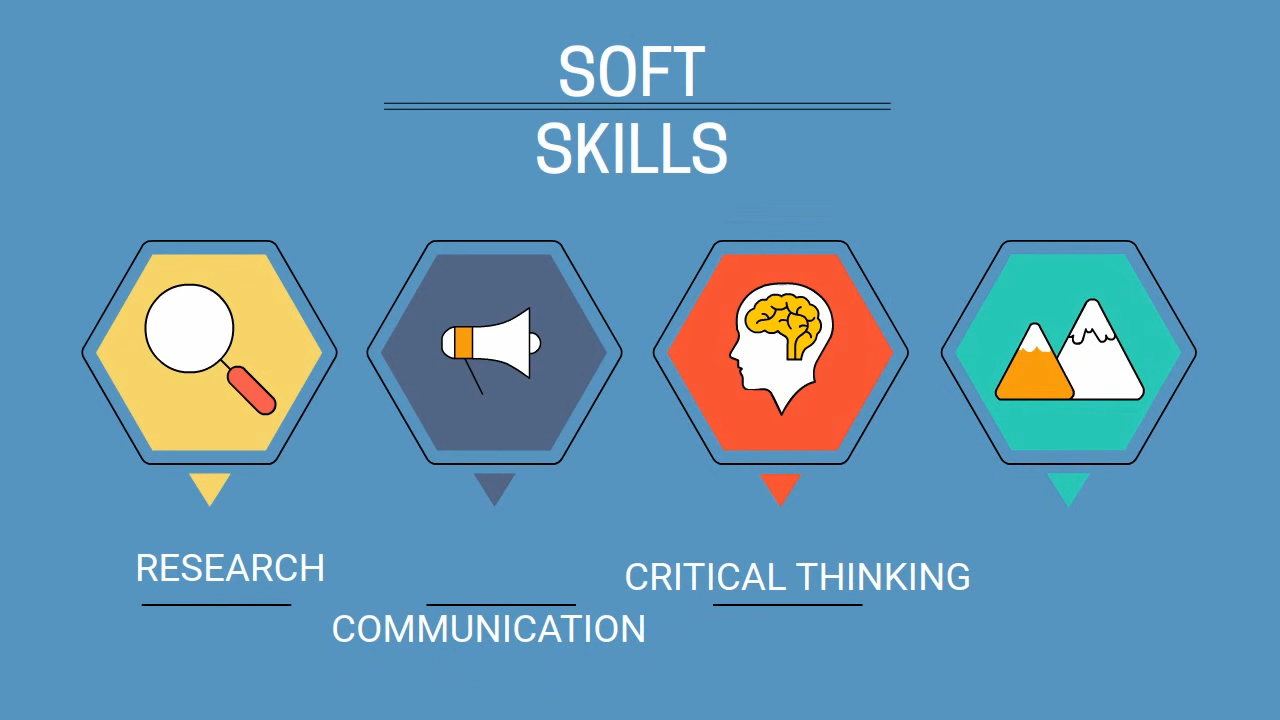 SOFT
SKILLS
RESEARCH
COMMUNICATION
CRITICAL THINKING